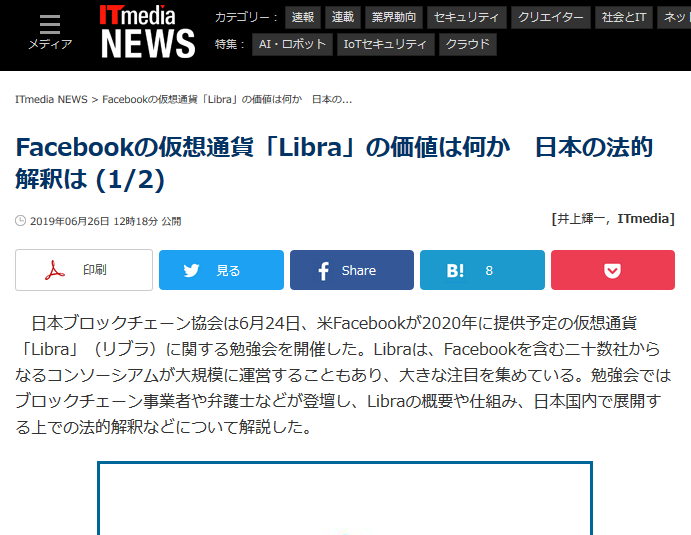 ITmedia
NEWS
メディア
カテゴリー： 速報 連載 業界動向 セキュリティ クリエイター 社会とIT ネッ
特集： AI・ロボット IoTセキュリティ クラウド
ITmedia NEWS > Facebookの仮想通貨「Libra」の価値は何か　日本の...
Facebookの仮想通貨「Libra」の価値は何か　日本の法的
解釈は (1/2)
2019年06月26日 12時18分 公開
[井上輝一，ITmedia]
印刷 見る Share B! 8
日本ブロックチェーン協会は6月24日、米Facebookが2020年に提供予定の仮想通貨
「Libra」（リブラ）に関する勉強会を開催した。Libraは、Facebookを含む二十数社から
なるコンソーシアムが大規模に運営することもあり、大きな注目を集めている。勉強会では
ブロックチェーン事業者や弁護士などが登壇し、Libraの概要や仕組み、日本国内で展開す
る上での法的解釈などについて解説した。